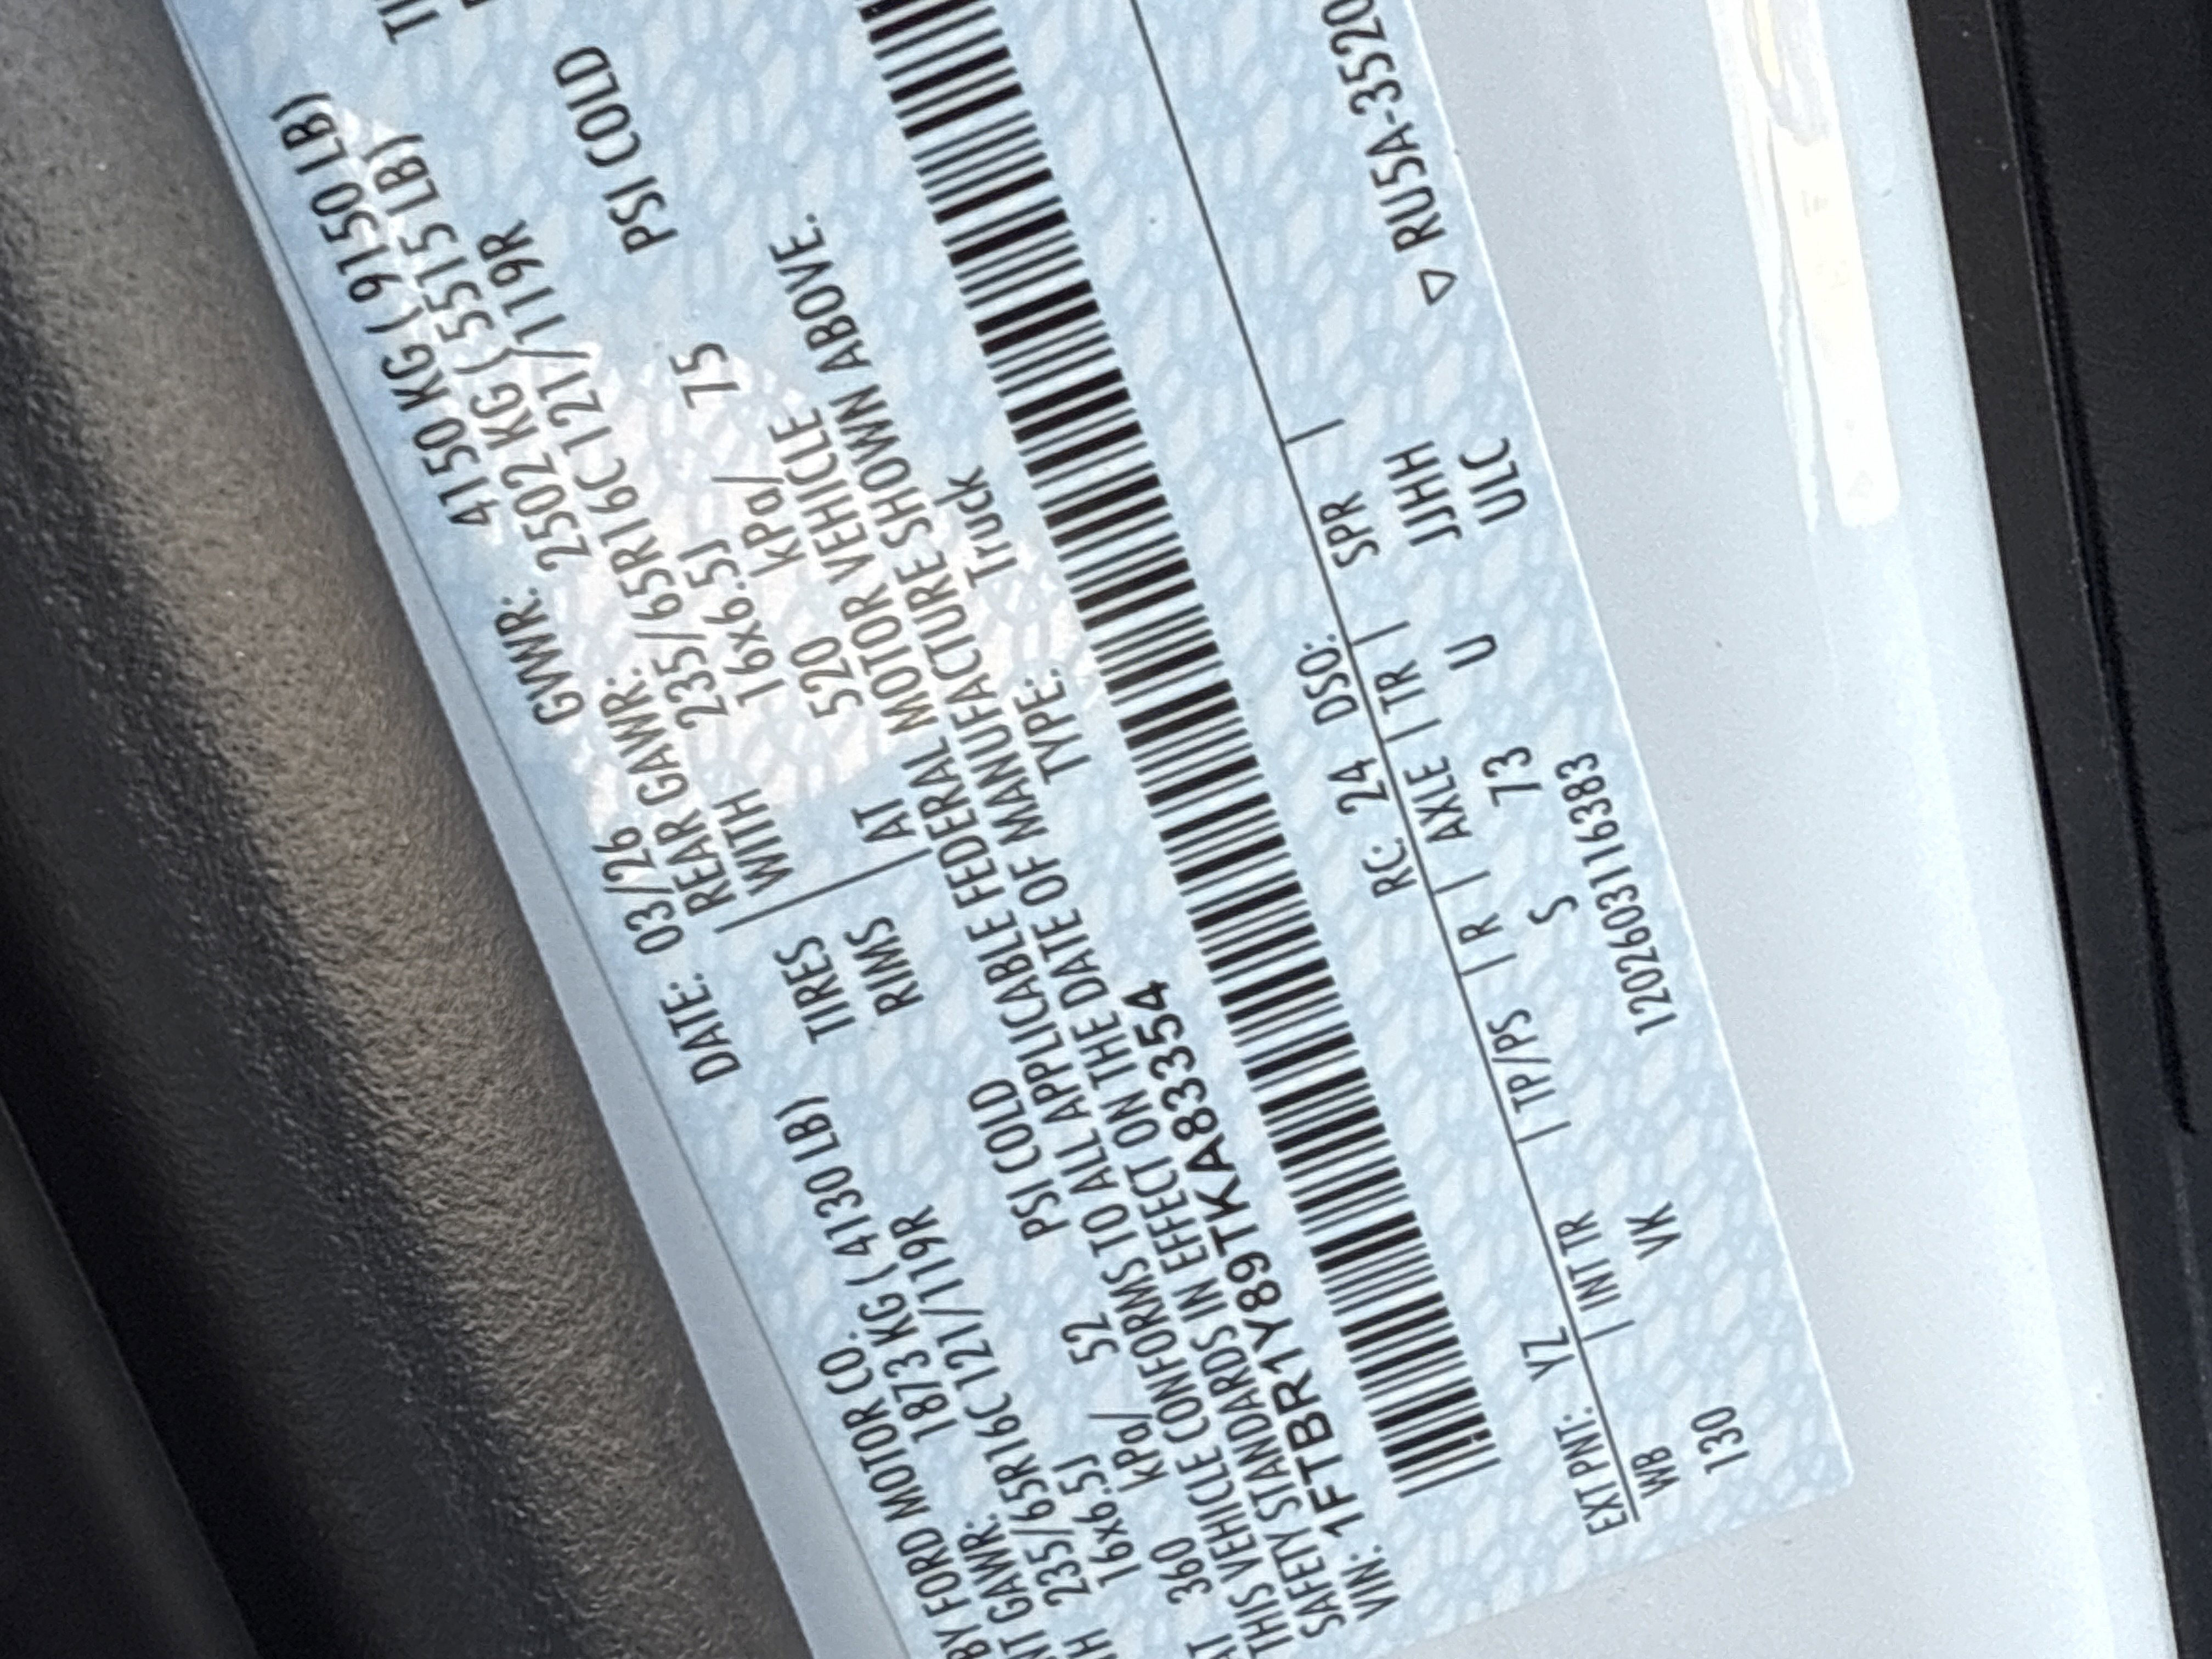 BY FORD MOTOR CO. DATE: 03/26 GVWR: 4150 KG ( 9150 LB)
NT GAWR: 1873 KG ( 4130 LB) REAR GAWR: 2502 KG ( 5515 LB)
235/65R16C 121/119R TIRES WITH 235/65R16C 121/119R
16x6.5J RIMS 16x6.5J
AT 360 kPa/ 52 PSI COLD AT 520 kPa/ 75 PSI COLD
THIS VEHICLE CONFORMS TO ALL APPLICABLE FEDERAL MOTOR VEHICLE
SAFETY STANDARDS IN EFFECT ON THE DATE OF MANUFACTURE SHOWN ABOVE.
VIN: 1FTBR1Y89TKA83354 TYPE: Truck
EXT PNT: YZ RC: 24 DSO:
WB INT TR TP/PS R AXLE TR SPR
130 VK S 73 U JJHH
12026031116383 ULC
▽ RU5A-3520